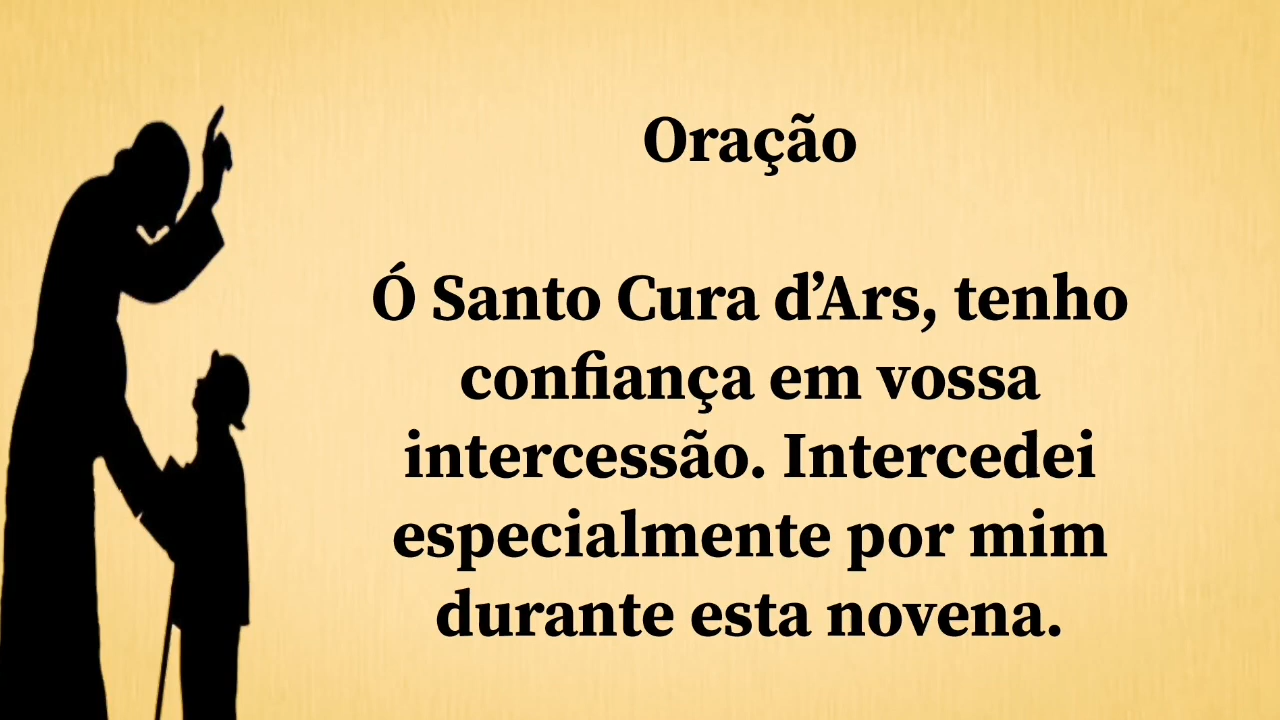 Oração
Ó Santo Cura d’Ars, tenho
confiança em vossa
intercessão. Intercedei
especialmente por mim
durante esta novena.